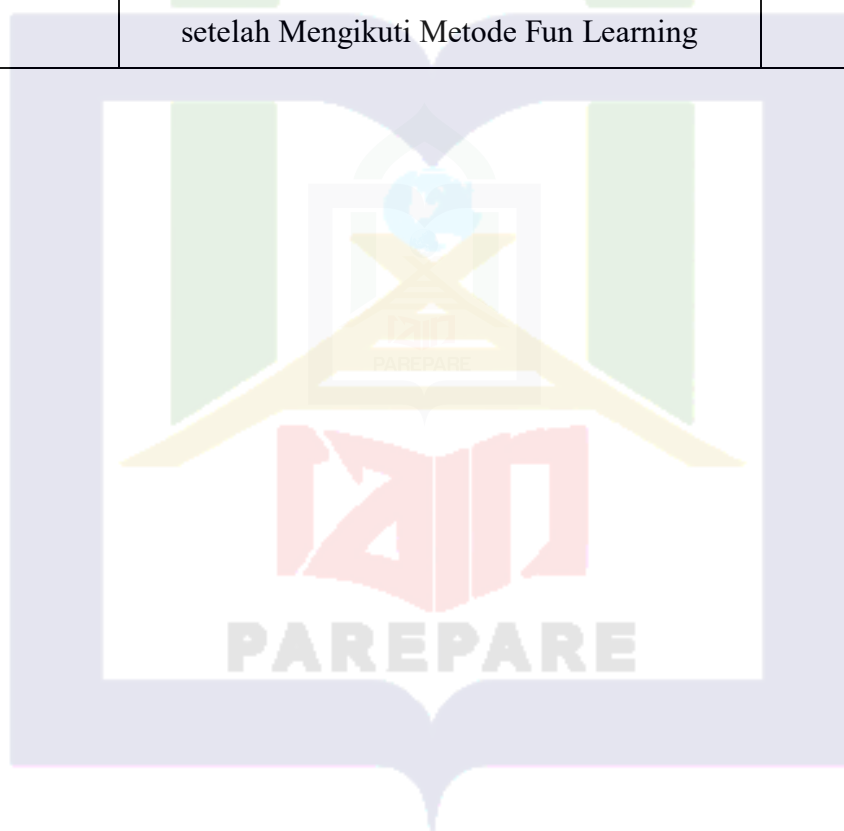 setelah Mengikuti Metode Fun Learning
iain
PAREPARE
iain
PAREPARE